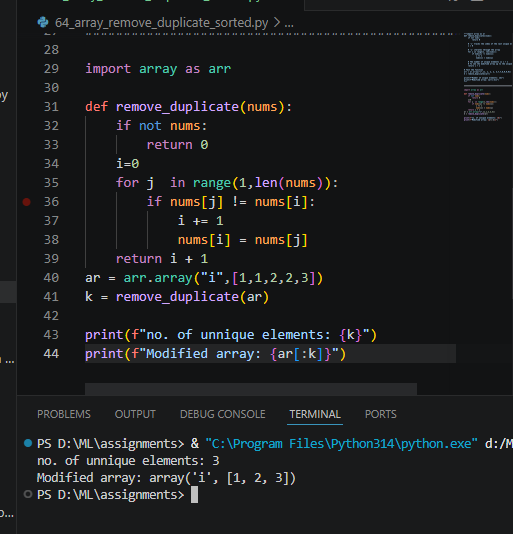 64_array_remove_duplicate_sorted.py > ...
28
29 import array as arr
30
31 def remove_duplicate(nums):
32     if not nums:
33         return 0
34     i=0
35     for j  in range(1,len(nums)):
36         if nums[j] != nums[i]:
37             i += 1
38             nums[i] = nums[j]
39     return i + 1
40 ar = arr.array("i",[1,1,2,2,3])
41 k = remove_duplicate(ar)
42
43 print(f"no. of unnique elements: {k}")
44 print(f"Modified array: {ar[:k]}")
PROBLEMS OUTPUT DEBUG CONSOLE TERMINAL PORTS
PS D:\ML\assignments> & "C:\Program Files\Python314\python.exe" d:/M
no. of unnique elements: 3
Modified array: array('i', [1, 2, 3])
PS D:\ML\assignments>